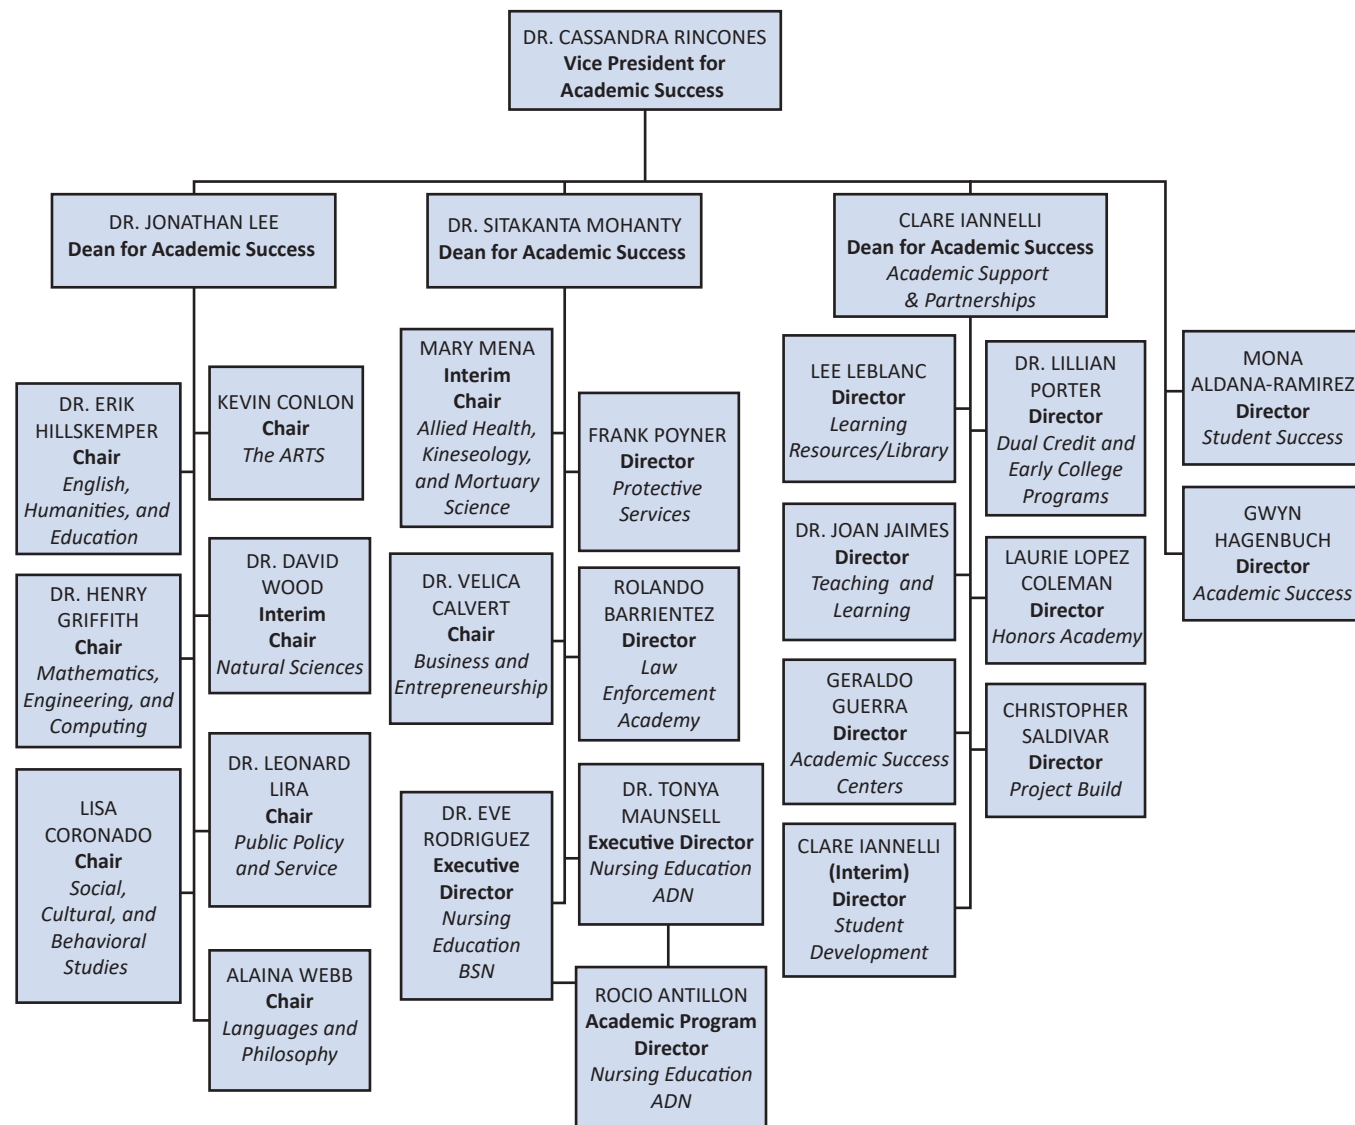 DR. CASSANDRA RINCONES
Vice President for
Academic Success
DR. JONATHAN LEE
Dean for Academic Success
DR. ERIK
HILLSKEMPER
Chair
English,
Humanities, and
Education
KEVIN CONLON
Chair
The ARTS
DR. HENRY
GRIFFITH
Chair
Mathematics,
Engineering, and
Computing
DR. DAVID
WOOD
Interim
Chair
Natural Sciences
LISA
CORONADO
Chair
Social,
Cultural, and
Behavioral
Studies
DR. LEONARD
LIRA
Chair
Public Policy
and Service
ALAINA WEBB
Chair
Languages and
Philosophy
DR. SITAKANTA MOHANTY
Dean for Academic Success
MARY MENA
Interim
Chair
Allied Health,
Kineseology,
and Mortuary
Science
FRANK POYNER
Director
Protective
Services
DR. VELICA
CALVERT
Chair
Business and
Entrepreneurship
ROLANDO
BARRIENTEZ
Director
Law
Enforcement
Academy
DR. EVE
RODRIGUEZ
Executive
Director
Nursing
Education
BSN
DR. TONYA
MAUNSELL
Executive Director
Nursing Education
ADN
ROCIO ANTILLON
Academic Program
Director
Nursing Education
ADN
CLARE IANNELLI
Dean for Academic Success
Academic Support
& Partnerships
LEE LEBLANC
Director
Learning
Resources/Library
DR. LILLIAN
PORTER
Director
Dual Credit and
Early College
Programs
DR. JOAN JAIMES
Director
Teaching and
Learning
LAURIE LOPEZ
COLEMAN
Director
Honors Academy
GERALDO
GUERRA
Director
Academic Success
Centers
CHRISTOPHER
SALDIVAR
Director
Project Build
CLARE IANNELLI
(Interim)
Director
Student
Development
MONA
ALDANA-RAMIREZ
Director
Student Success
GWYN
HAGENBUCH
Director
Academic Success